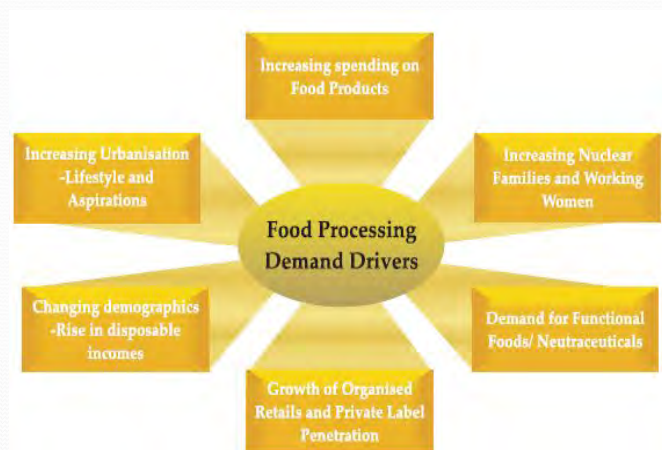 Increasing spending on
Food Products
Increasing Urbanisation
-Lifestyle and
Aspirations
Increasing Nuclear
Families and Working
Women
Food Processing
Demand Drivers
Changing demographics
-Rise in disposable
incomes
Demand for Functional
Foods/ Neutraceuticals
Growth of Organised
Retails and Private Label
Penetration